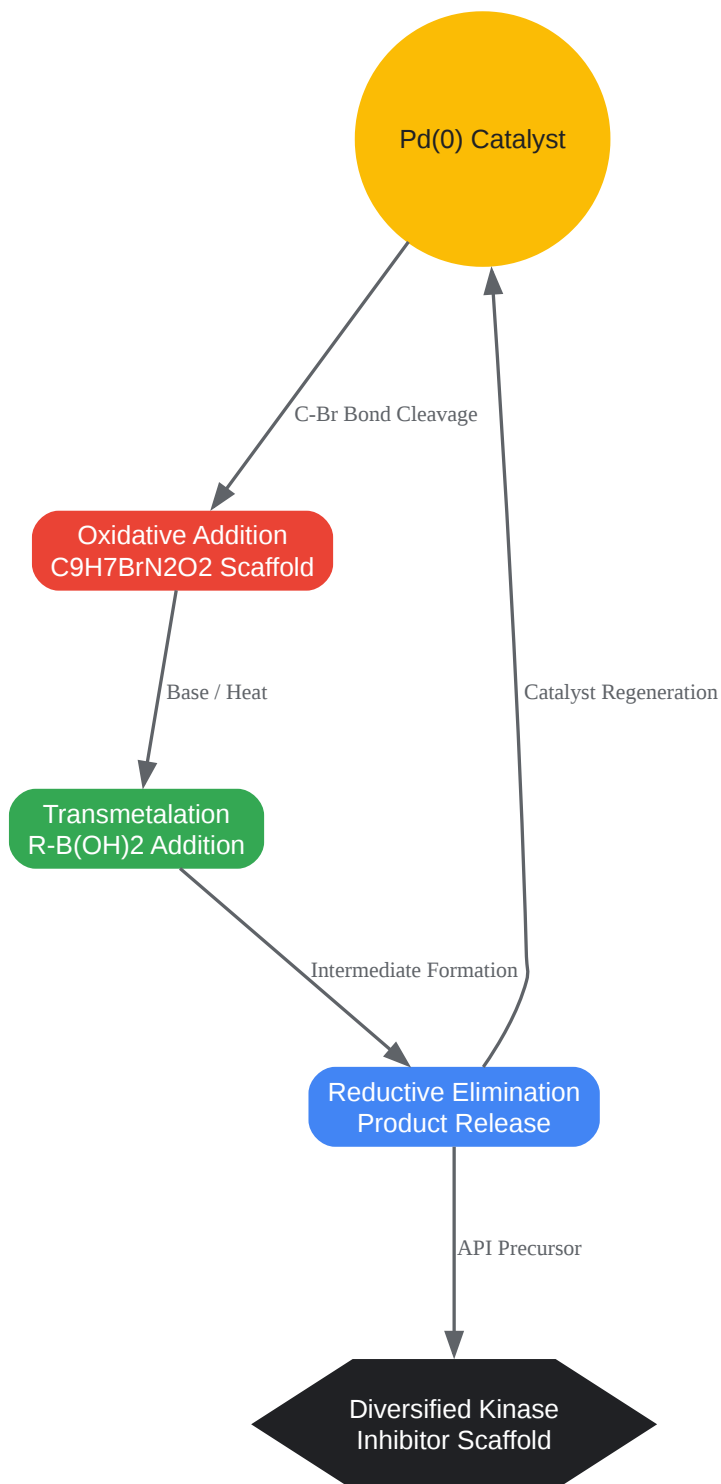 Pd(0) Catalyst
C-Br Bond Cleavage
Oxidative Addition
C9H7BrN2O2 Scaffold
Base / Heat
Catalyst Regeneration
Transmetalation
R-B(OH)2 Addition
Intermediate Formation
Reductive Elimination
Product Release
API Precursor
Diversified Kinase
Inhibitor Scaffold